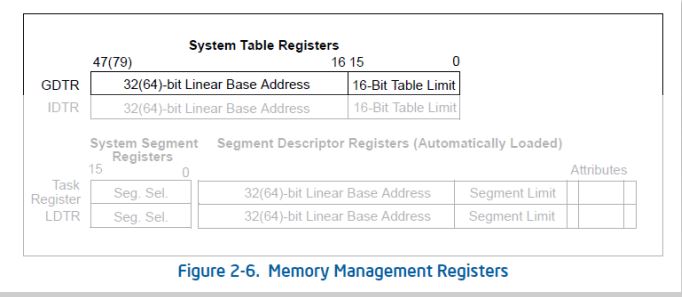 System Table Registers
47(79) 16 15 0
GDTR 32(64)-bit Linear Base Address 16-Bit Table Limit
IDTR 32(64)-bit Linear Base Address 16-Bit Table Limit
System Segment Registers Segment Descriptor Registers (Automatically Loaded)
15 0 Attributes
Task Register Seg. Sel. 32(64)-bit Linear Base Address Segment Limit
LDTR Seg. Sel. 32(64)-bit Linear Base Address Segment Limit
Figure 2-6. Memory Management Registers